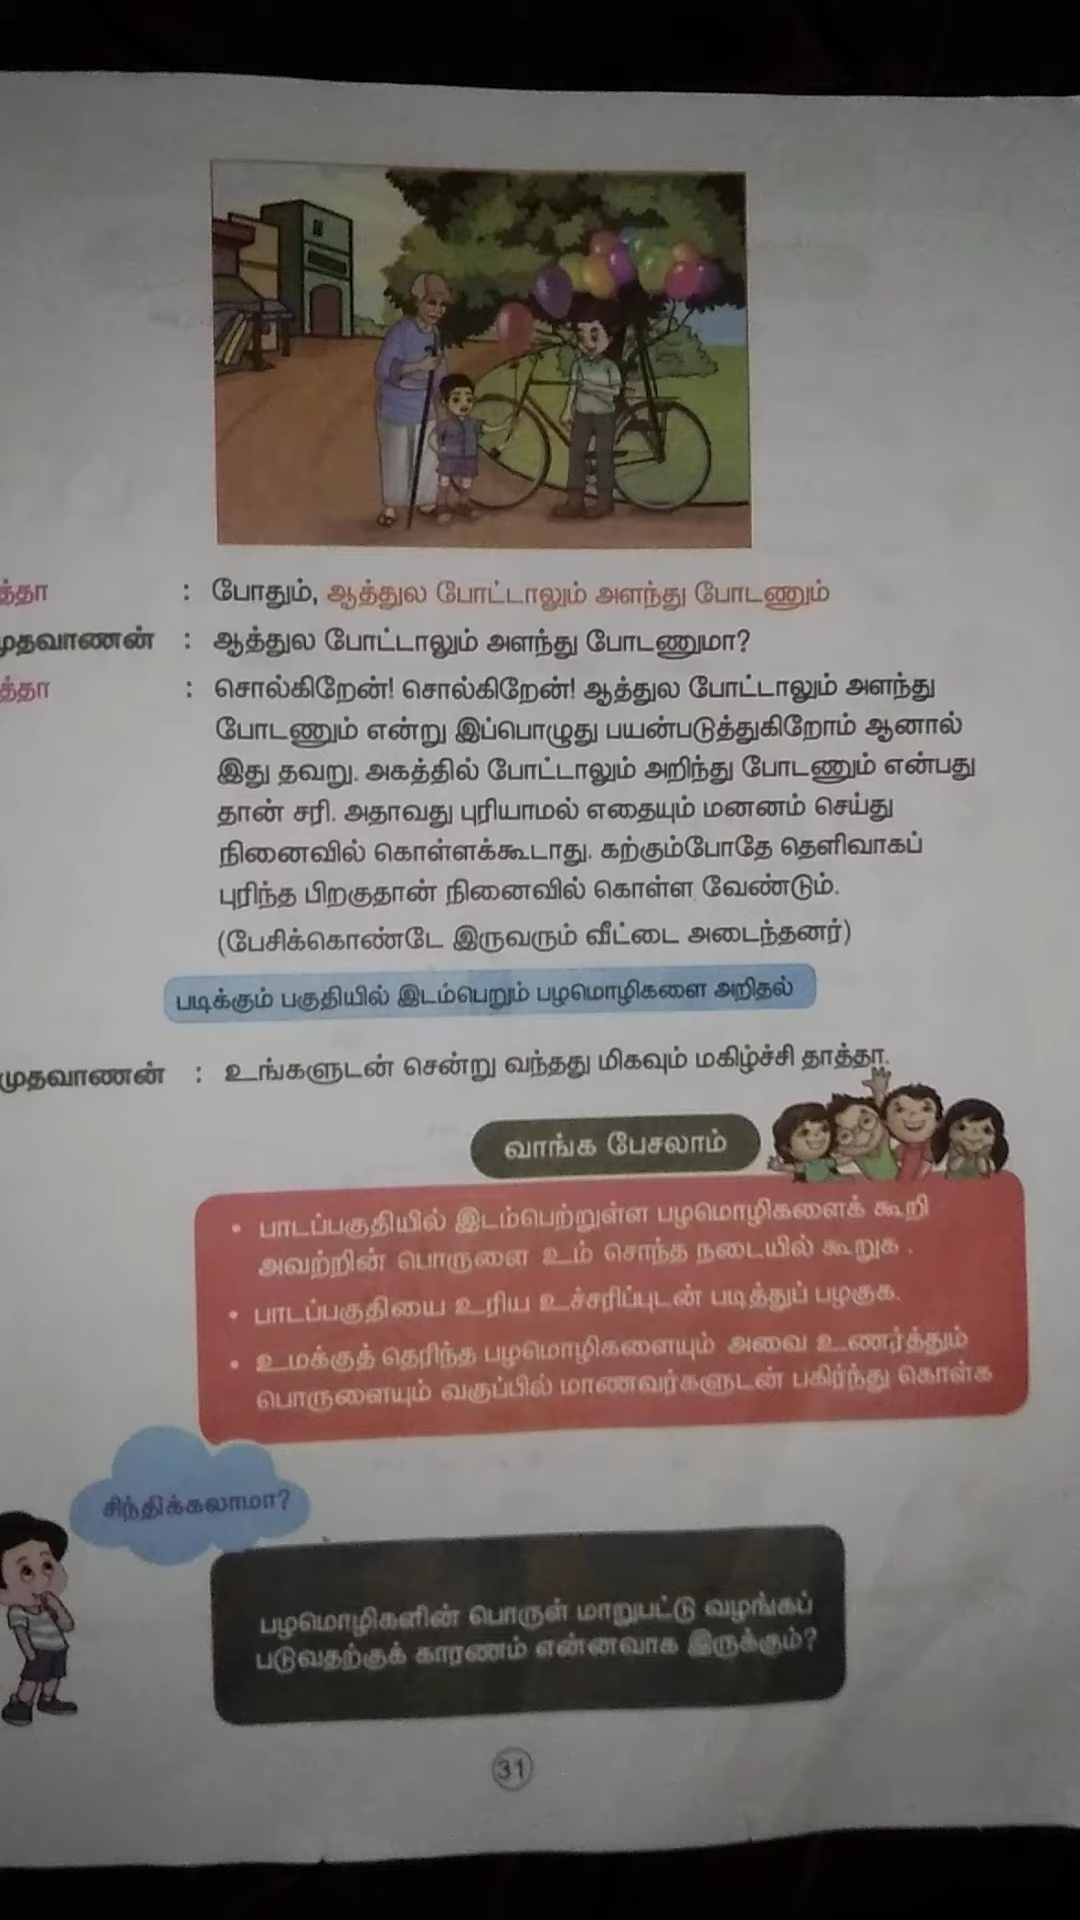 த்தா : போதும், ஆத்துல போட்டாலும் அளந்து போடணும்
முதவாணன் : ஆத்துல போட்டாலும் அளந்து போடணுமா?
த்தா : சொல்கிறேன்! சொல்கிறேன்! ஆத்துல போட்டாலும் அளந்து
போடணும் என்று இப்பொழுது பயன்படுத்துகிறோம் ஆனால்
இது தவறு. அகத்தில் போட்டாலும் அறிந்து போடணும் என்பது
தான் சரி. அதாவது புரியாமல் எதையும் மனனம் செய்து
நினைவில் கொள்ளக்கூடாது. கற்கும்போதே தெளிவாகப்
புரிந்த பிறகுதான் நினைவில் கொள்ள வேண்டும்.
(பேசிக்கொண்டே இருவரும் வீட்டை அடைந்தனர்)
படிக்கும் பகுதியில் இடம்பெறும் பழமொழிகளை அறிதல்
முதவாணன் : உங்களுடன் சென்று வந்தது மிகவும் மகிழ்ச்சி தாத்தா.
வாங்க பேசலாம்
• பாடப்பகுதியில் இடம்பெற்றுள்ள பழமொழிகளைக் கூறி
அவற்றின் பொருளை உம் சொந்த நடையில் கூறுக .
• பாடப்பகுதியை உரிய உச்சரிப்புடன் படித்துப் பழகுக.
• உமக்குத் தெரிந்த பழமொழிகளையும் அவை உணர்த்தும்
பொருளையும் வகுப்பில் மாணவர்களுடன் பகிர்ந்து கொள்க
சிந்திக்கலாமா?
பழமொழிகளின் பொருள் மாறுபட்டு வழங்கப்
படுவதற்குக் காரணம் என்னவாக இருக்கும்?
31